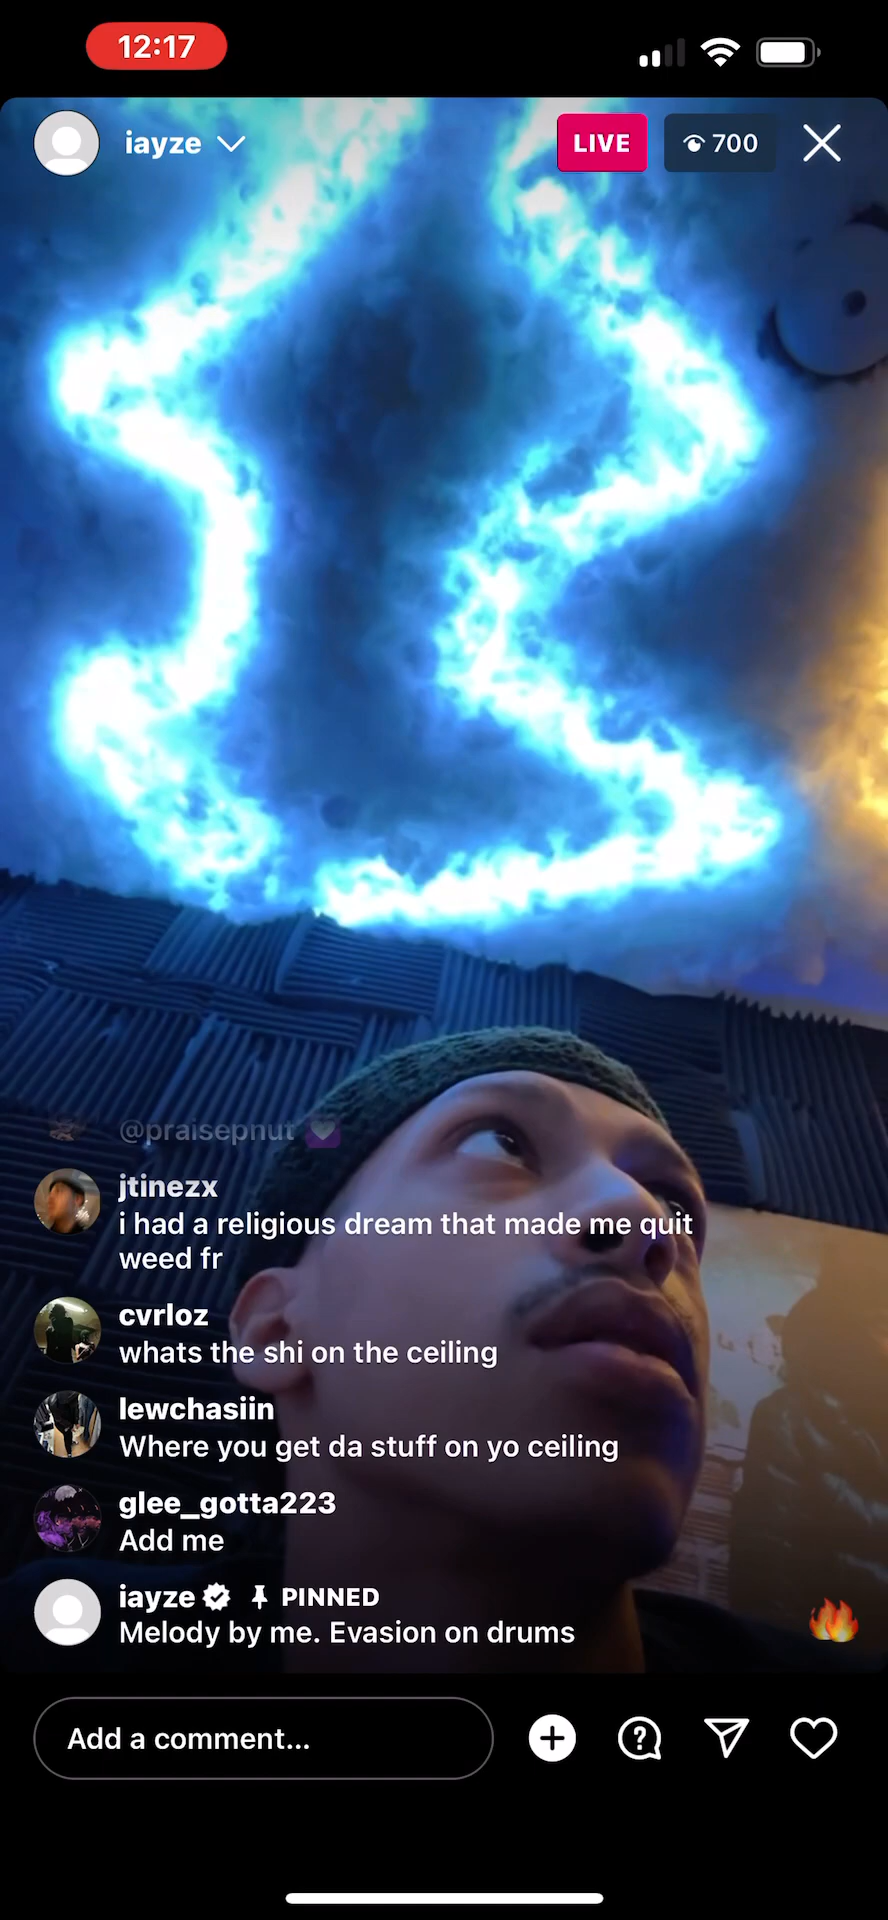 12:17
iayze
LIVE
700
@praisepnut 💟
jtinezx
i had a religious dream that made me quit
weed fr
cvrloz
whats the shi on the ceiling
lewchasiin
Where you get da stuff on yo ceiling
glee_gotta223
Add me
iayze PINNED
Melody by me. Evasion on drums
Add a comment...